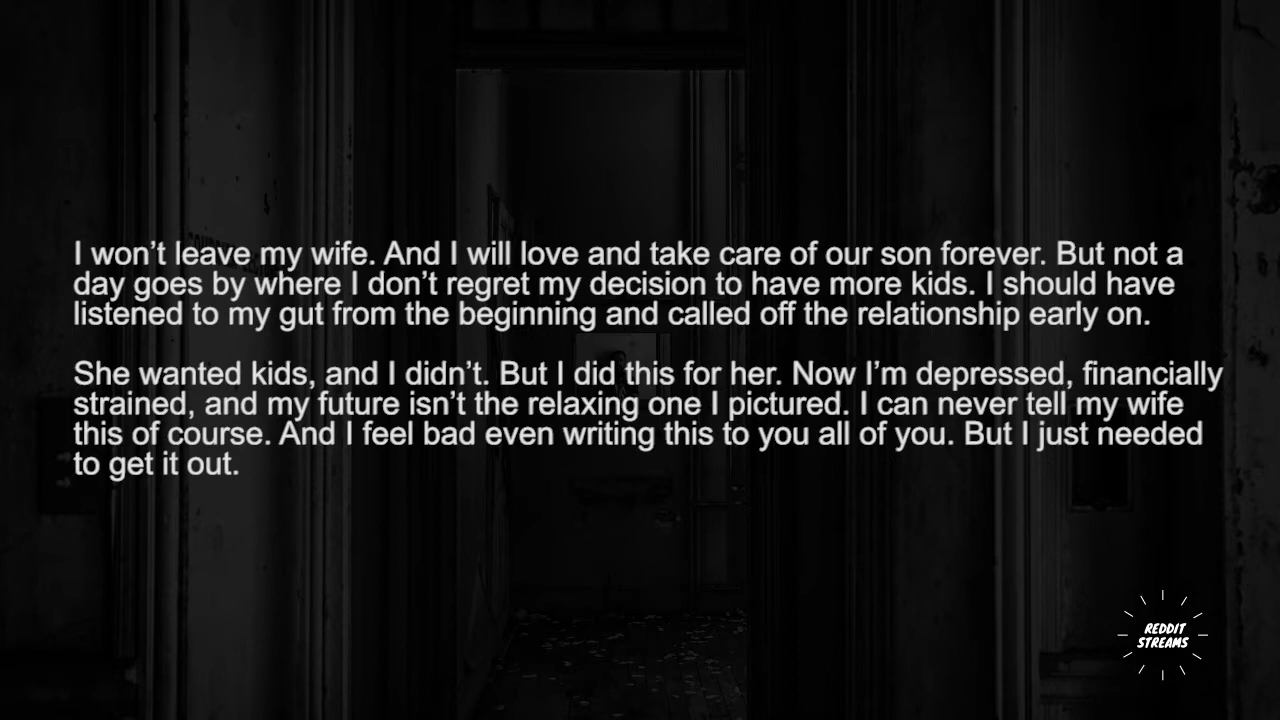 I won’t leave my wife. And I will love and take care of our son forever. But not a
day goes by where I don’t regret my decision to have more kids. I should have
listened to my gut from the beginning and called off the relationship early on.
She wanted kids, and I didn’t. But I did this for her. Now I’m depressed, financially
strained, and my future isn’t the relaxing one I pictured. I can never tell my wife
this of course. And I feel bad even writing this to you all of you. But I just needed
to get it out.
REDDIT
STREAMS